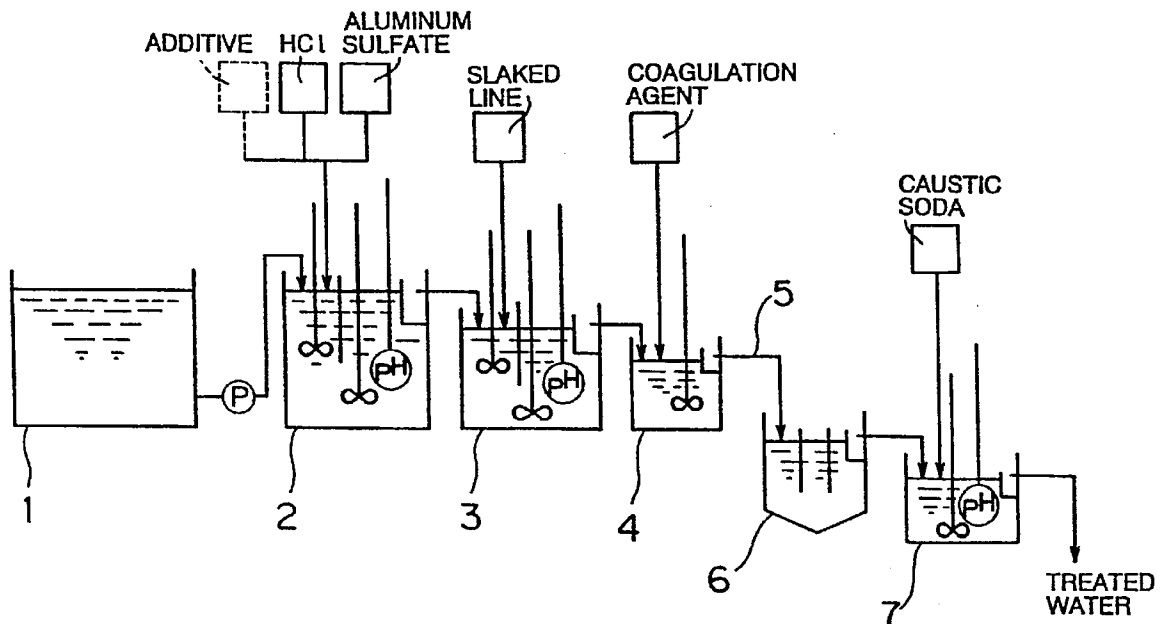 ADDITIVE
HCl
ALUMINUM
SULFATE
SLAKED
LINE
COAGULATION
AGENT
CAUSTIC
SODA
P
pH
pH
pH
1
2
3
4
5
6
7
TREATED
WATER